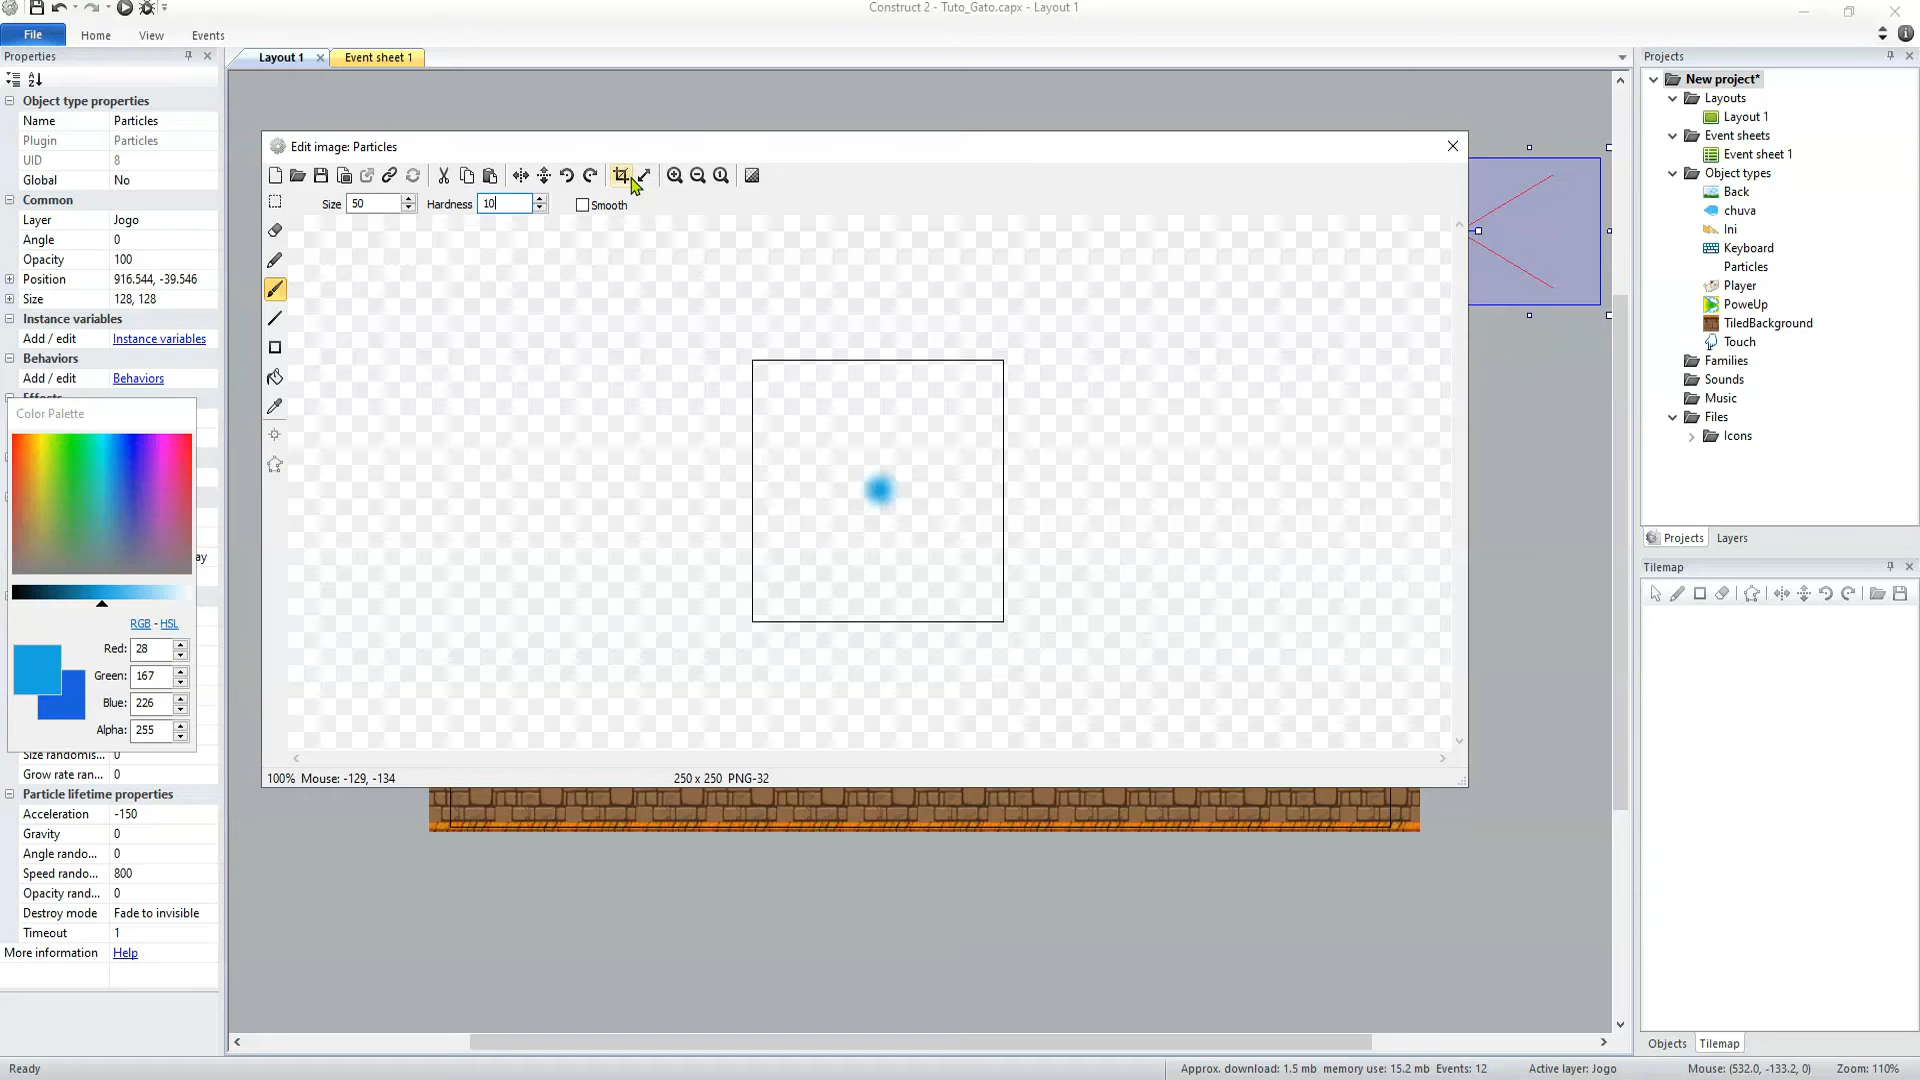 Construct 2 - Tuto_Gato.capx - Layout 1
File Home View Events
Properties
Layout 1
Event sheet 1
Projects
Object type properties
Name Particles
Plugin Particles
UID 8
Global No
Common
Layer Jogo
Angle 0
Opacity 100
Position 916.544, -39.546
Size 128, 128
Instance variables
Add / edit Instance variables
Behaviors
Add / edit Behaviors
Color Palette
RGB - HSL
Red: 28
Green: 167
Blue: 226
Alpha: 255
ay
Size randomis... 0
Grow rate ran... 0
Particle lifetime properties
Acceleration -150
Gravity 0
Angle rando... 0
Speed rando... 800
Opacity rand... 0
Destroy mode Fade to invisible
Timeout 1
More information Help
Edit image: Particles
Size 50 Hardness 10 Smooth
100% Mouse: -129, -134 250 x 250 PNG-32
New project*
Layouts
Layout 1
Event sheets
Event sheet 1
Object types
Back
chuva
Ini
Keyboard
Particles
Player
PoweUp
TiledBackground
Touch
Families
Sounds
Music
Files
Icons
Projects Layers
Tilemap
Objects Tilemap
Ready Approx. download: 1.5 mb memory use: 15.2 mb Events: 12 Active layer: Jogo Mouse: (532.0, -133.2, 0) Zoom: 110%